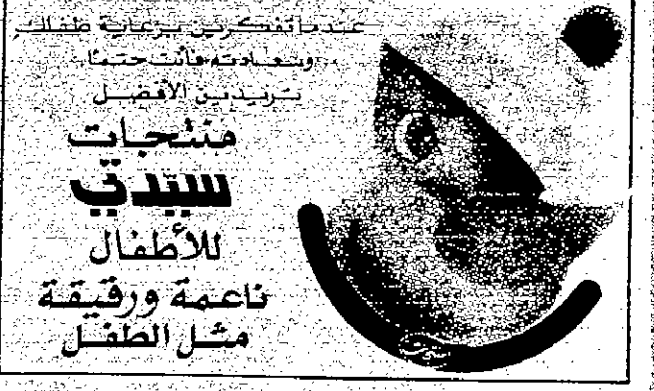 عندما تفكرين برعاية طفلك
وسعادته فأنت حتماً
تريدين الأفضل
منتجات
سيدي
للأطفال
ناعمة ورقيقة
مثل الطفل